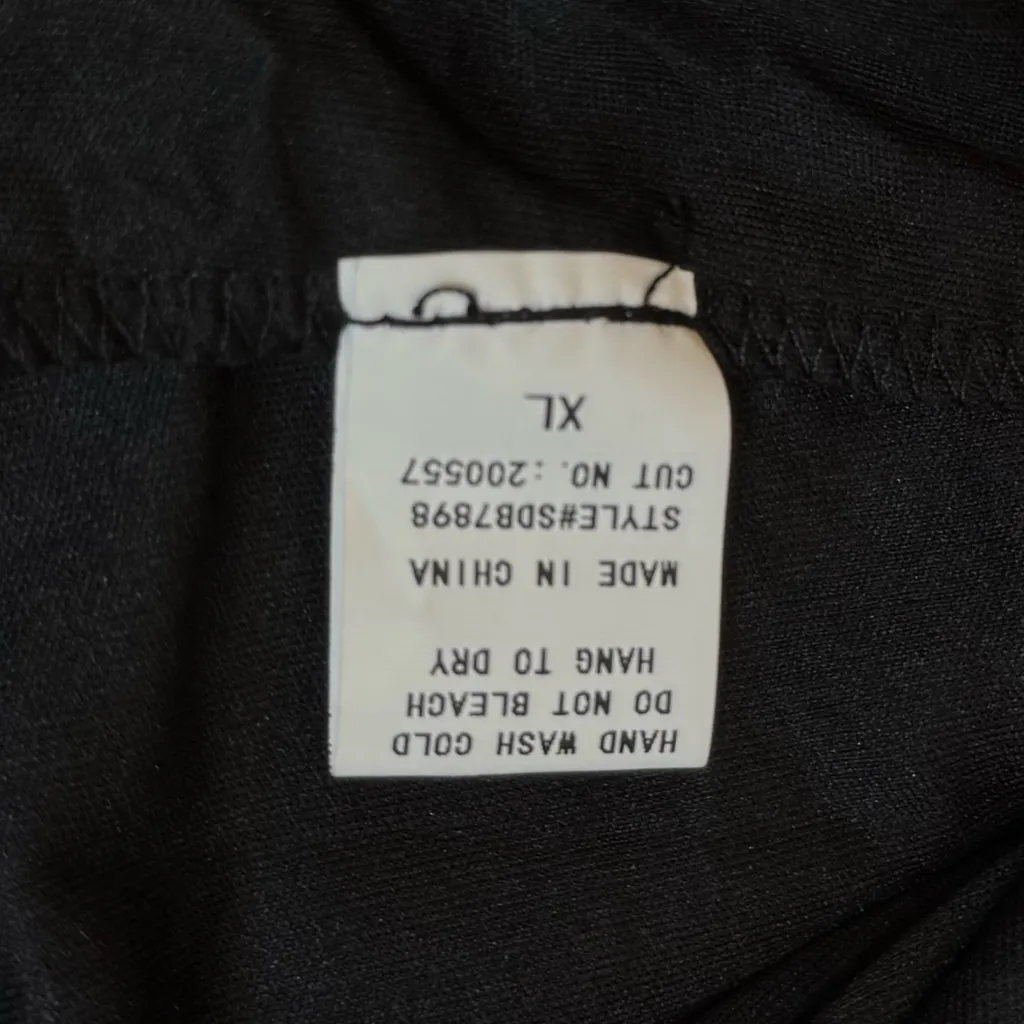 HAND WASH COLD
DO NOT BLEACH
HANG TO DRY
MADE IN CHINA
STYLE#SDB7898
CUT NO.:200557
XL